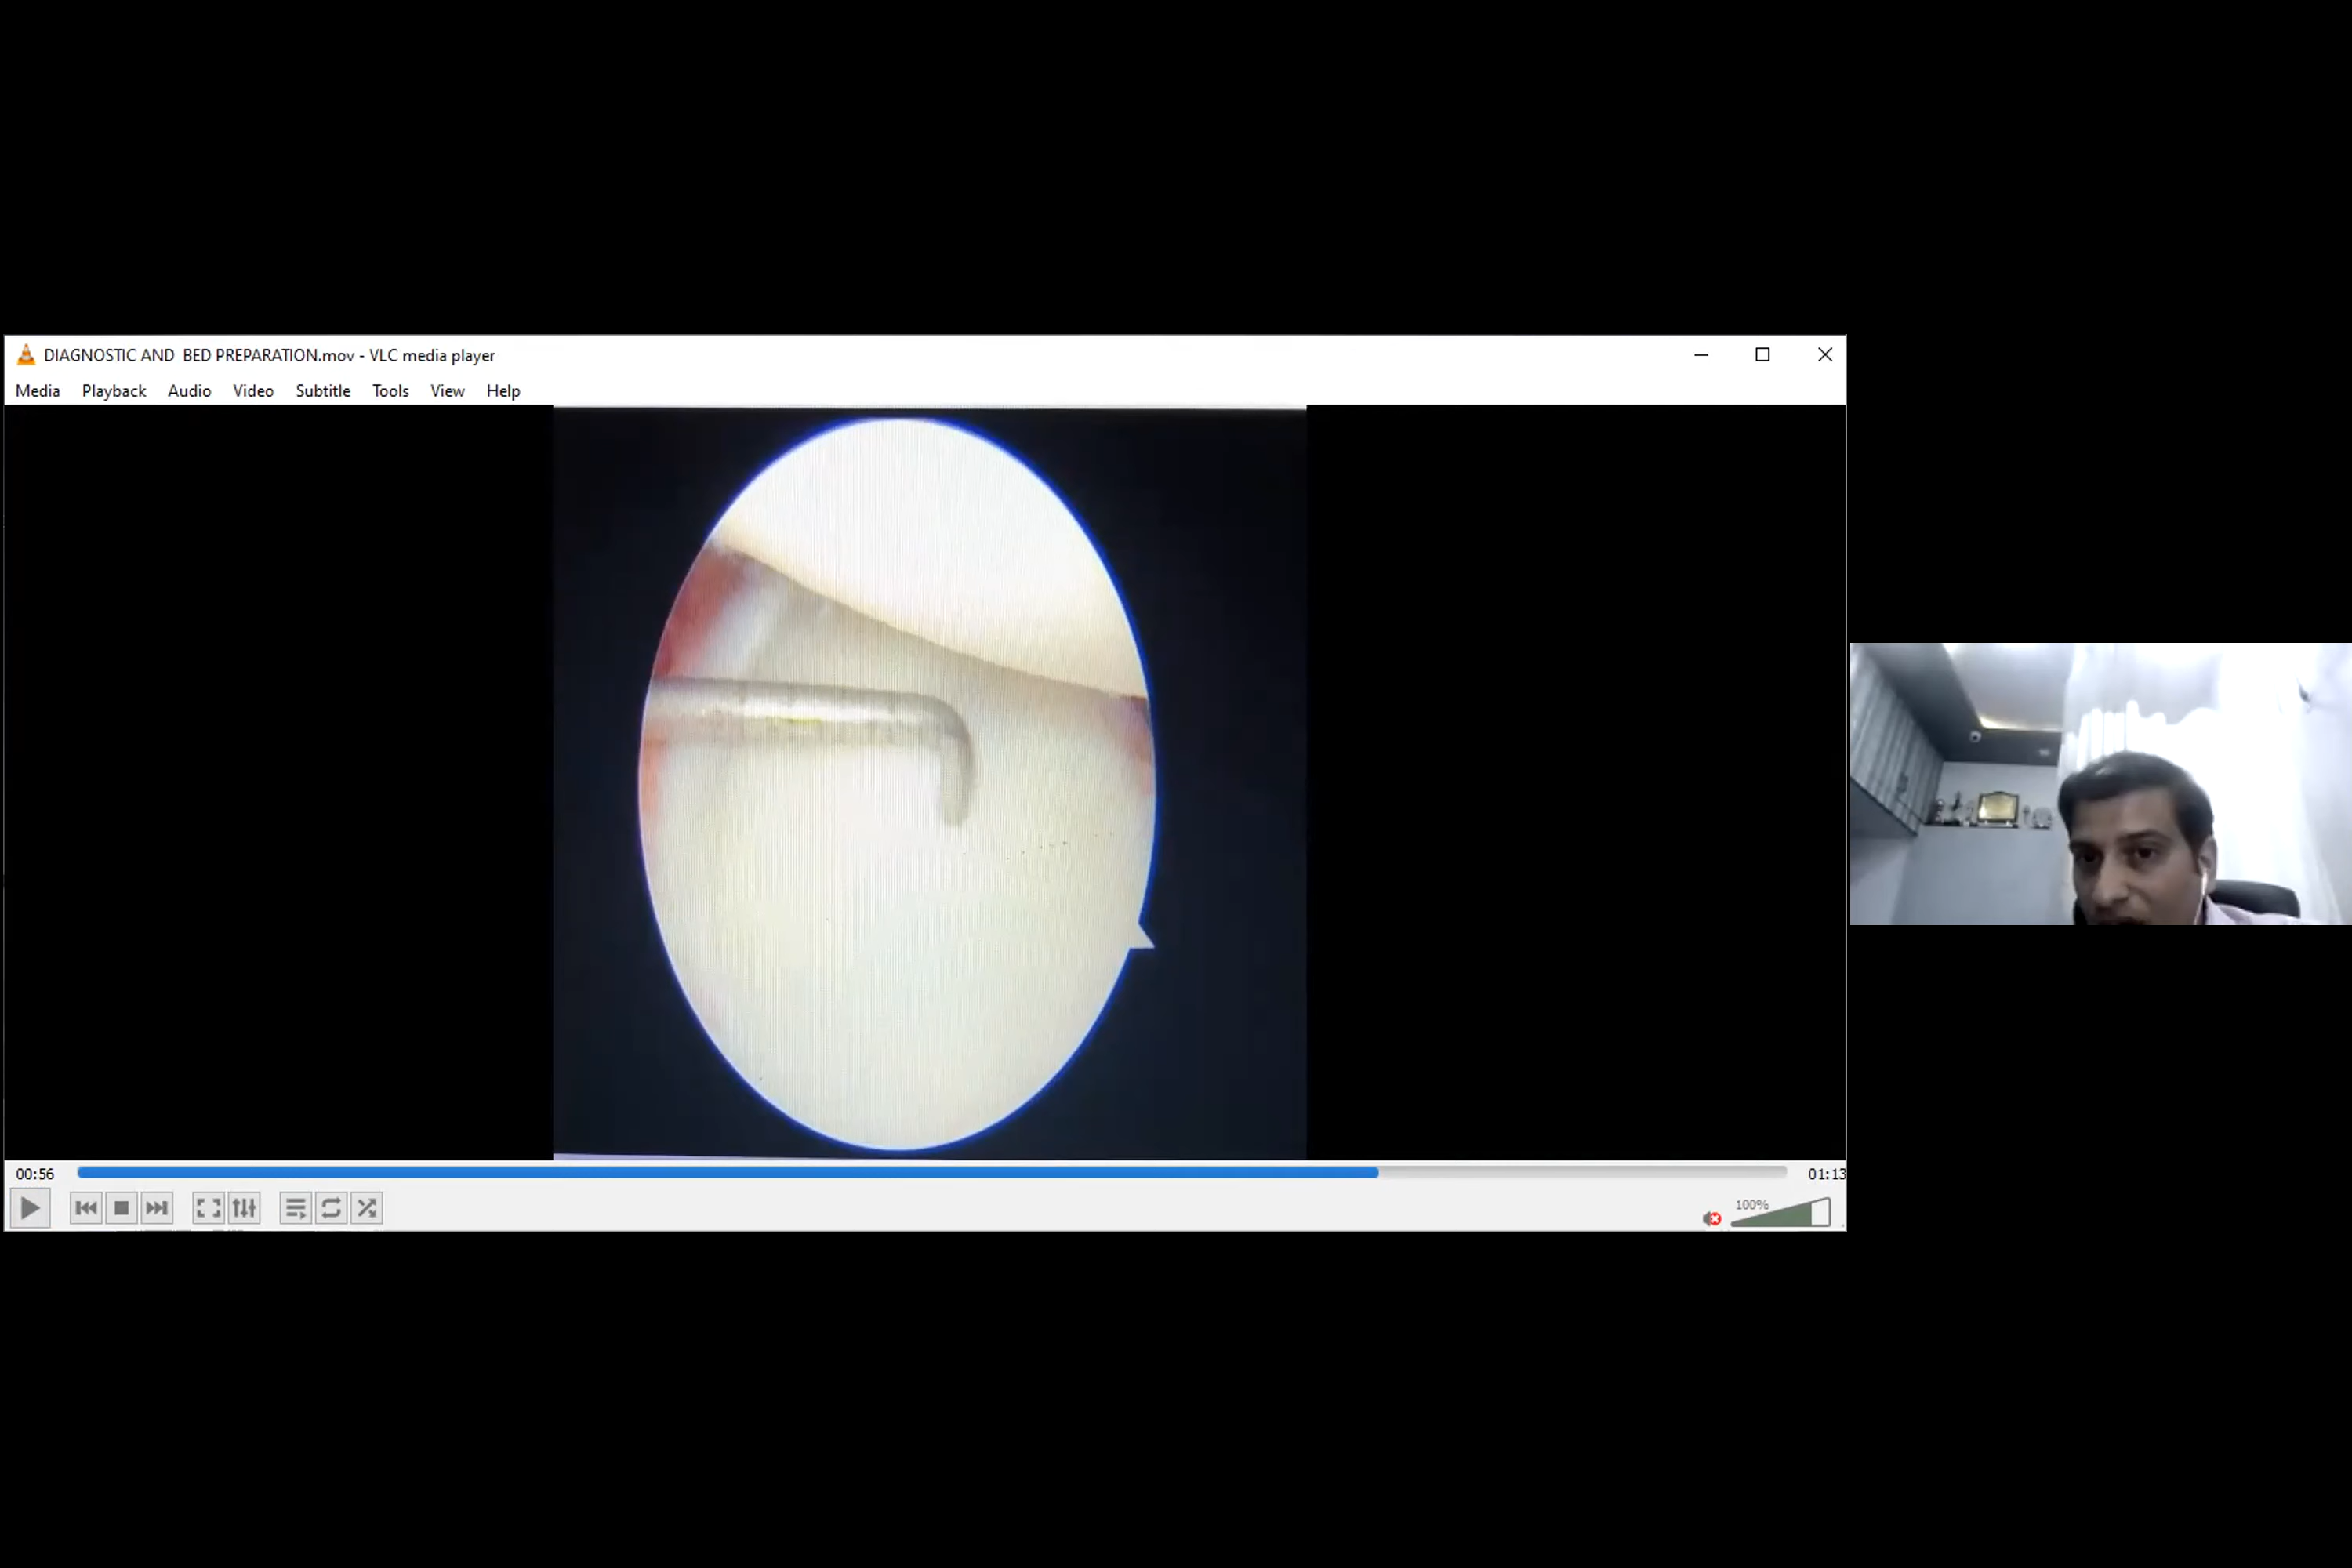 DIAGNOSTIC AND  BED PREPARATION.mov - VLC media player
Media Playback Audio Video Subtitle Tools View Help
00:56
01:13
100%